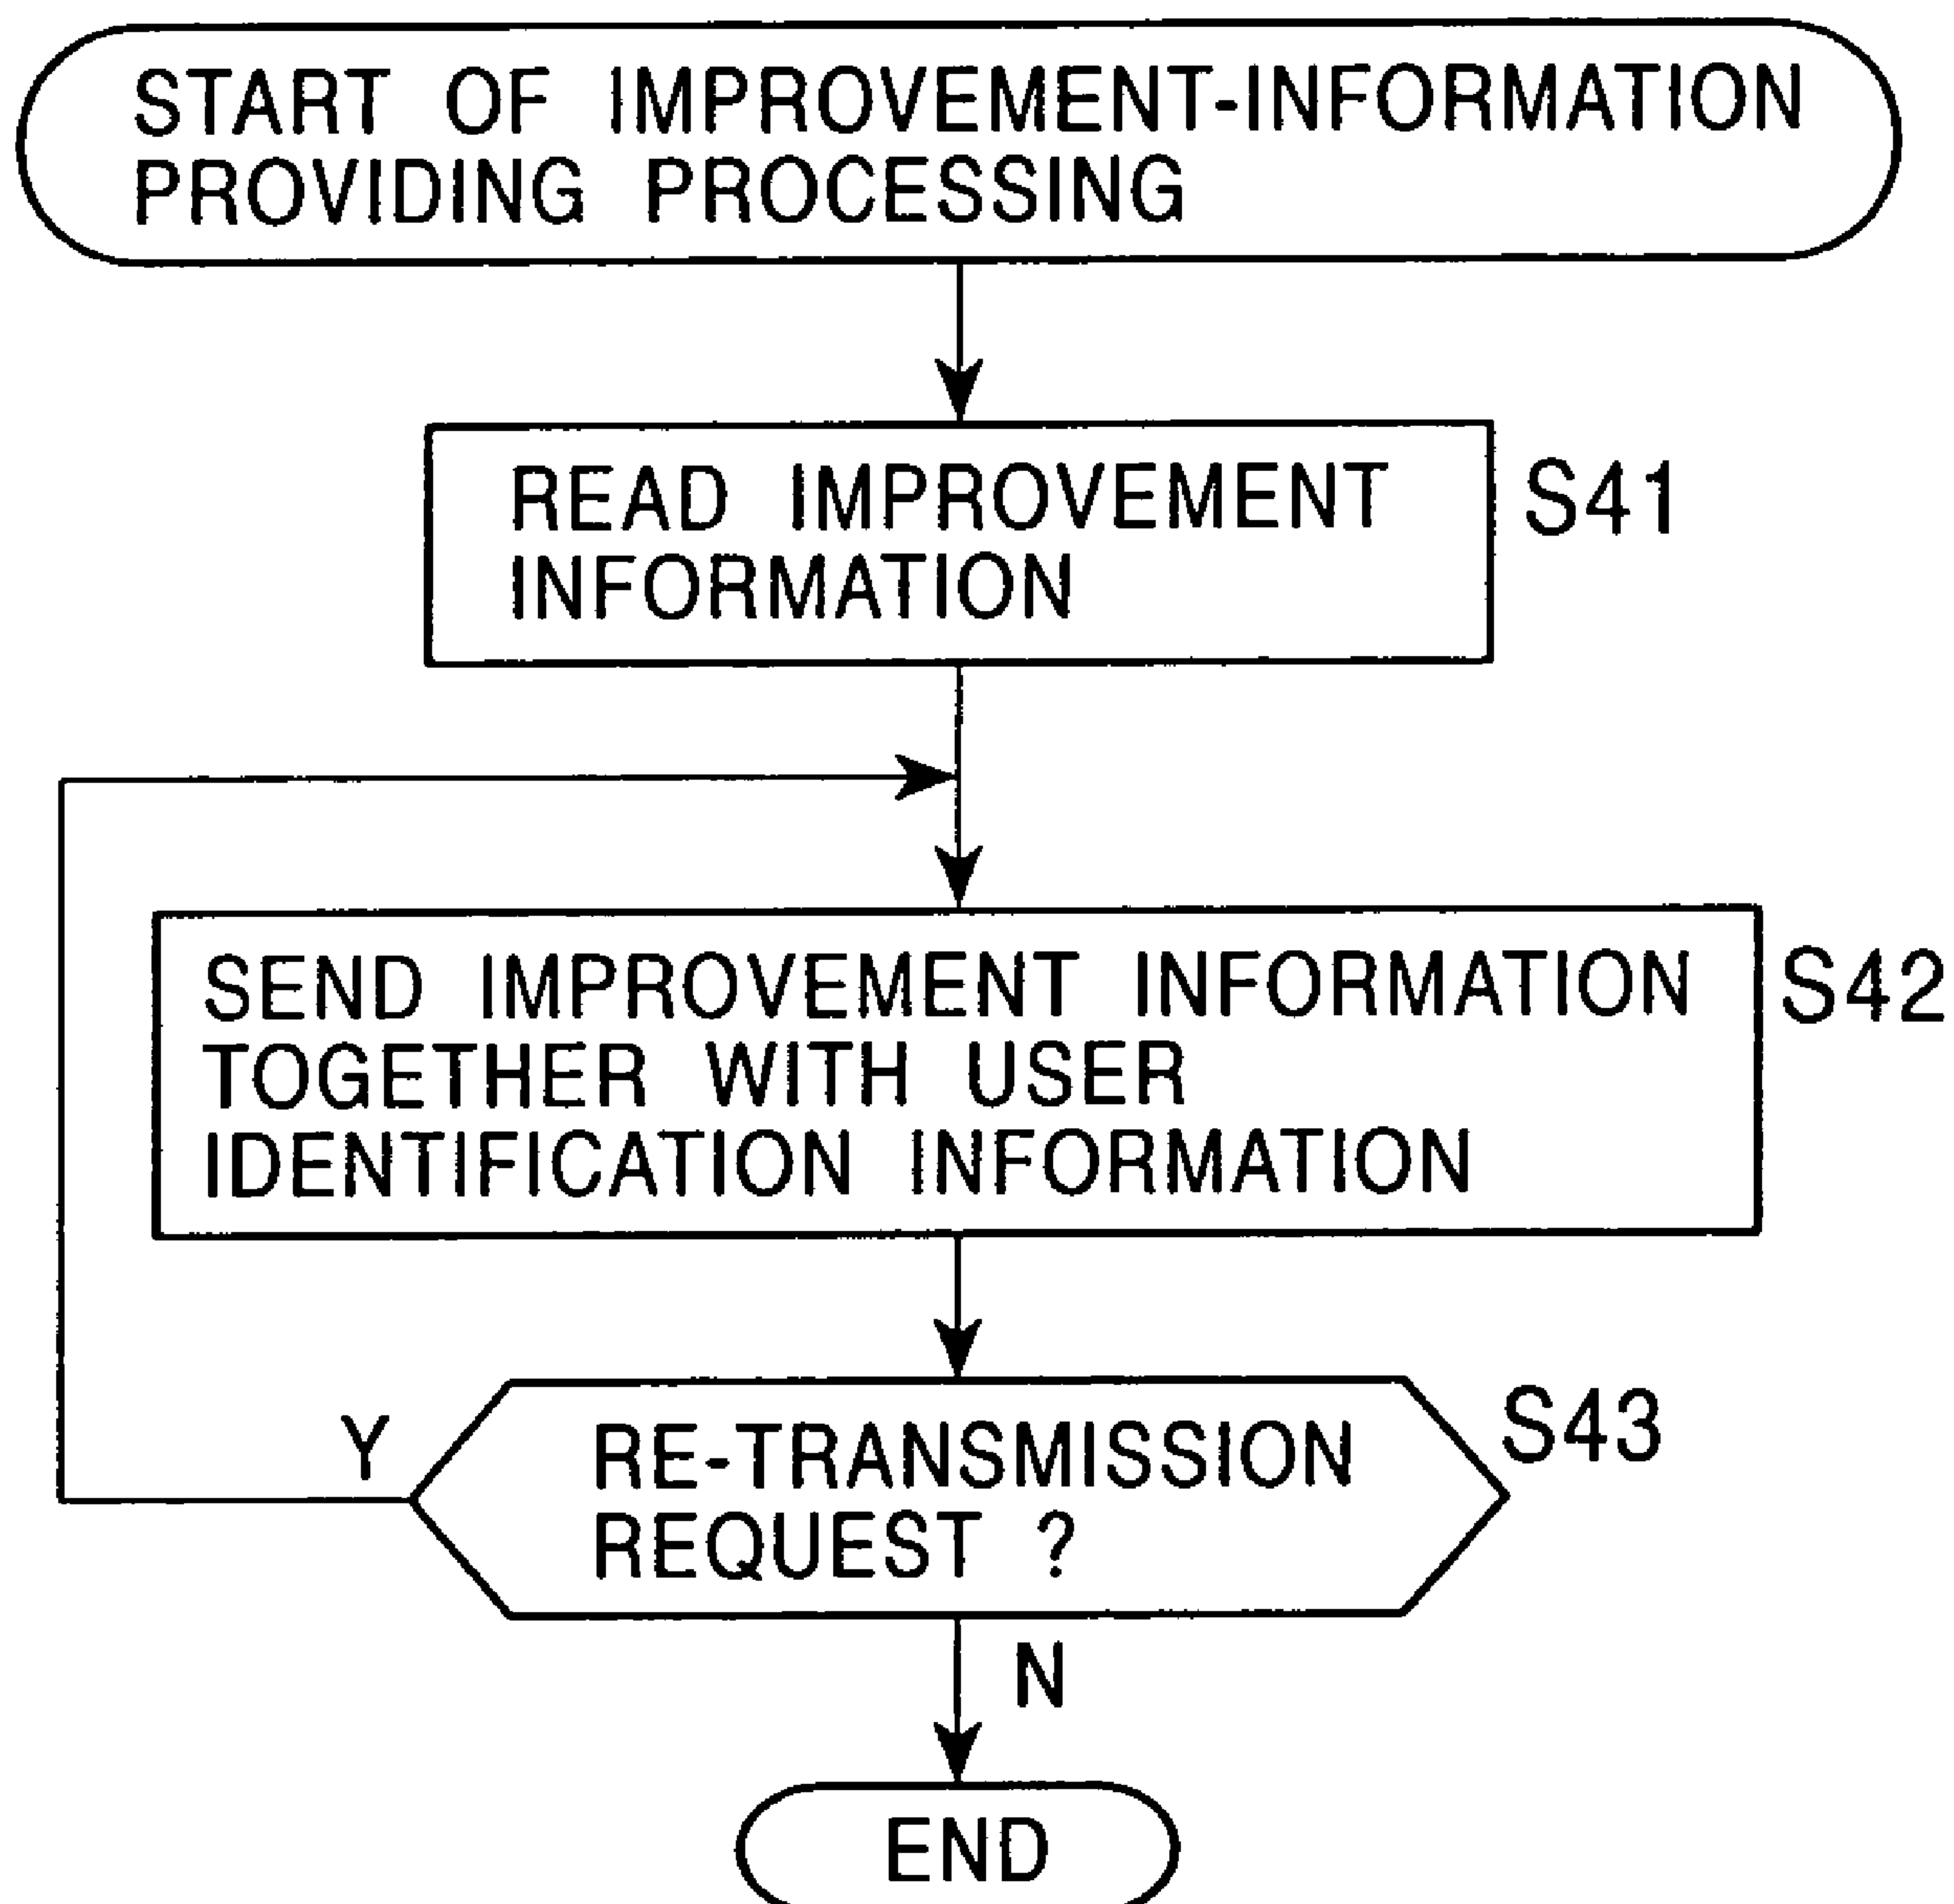 START OF IMPROVEMENT-INFORMATION
PROVIDING PROCESSING
READ IMPROVEMENT
INFORMATION
S41
SEND IMPROVEMENT INFORMATION
TOGETHER WITH USER
IDENTIFICATION INFORMATION
S42
Y
RE-TRANSMISSION
REQUEST ?
S43
N
END